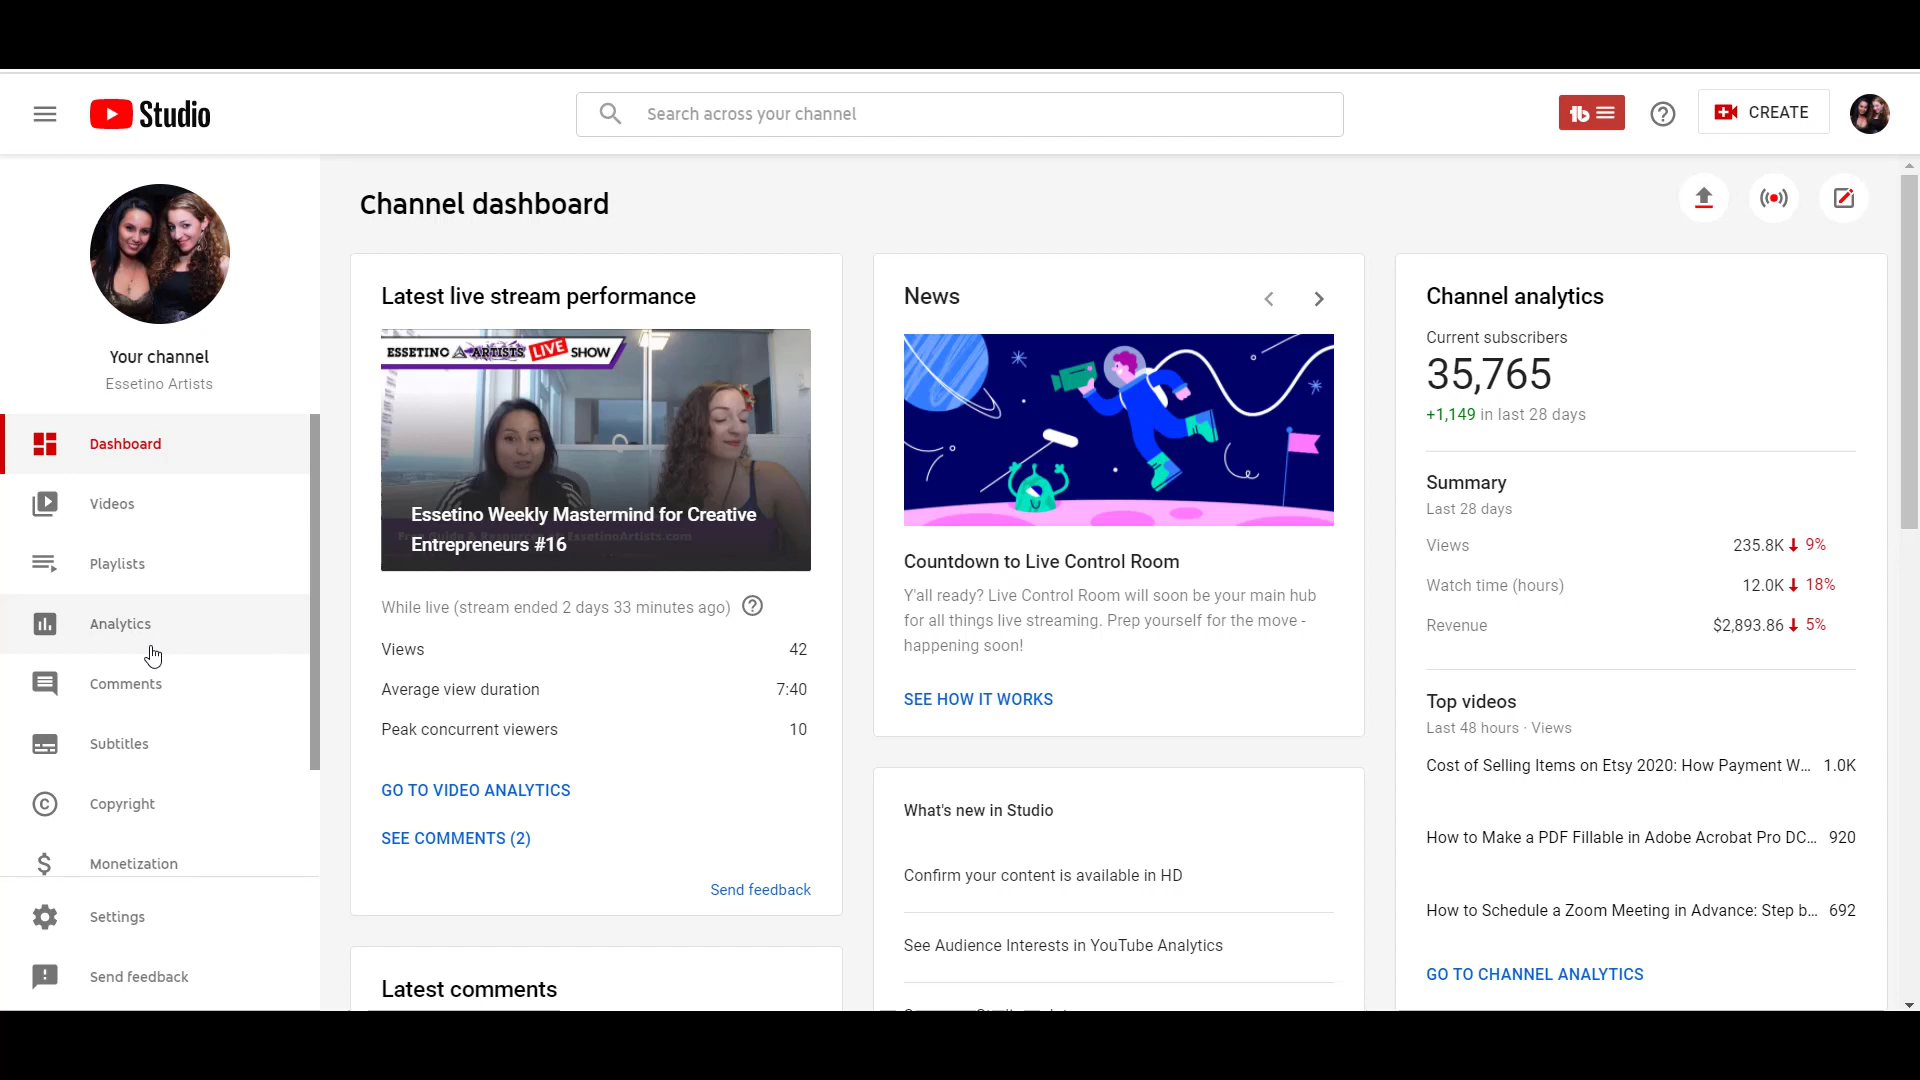 Studio
Search across your channel
CREATE
Your channel
Essetino Artists
Dashboard
Videos
Playlists
Analytics
Comments
Subtitles
Copyright
Monetization
Settings
Send feedback
Channel dashboard
Latest live stream performance
ESSETINO ARTISTS LIVE SHOW
Essetino Weekly Mastermind for Creative
Entrepreneurs #16
While live (stream ended 2 days 33 minutes ago)
Views 42
Average view duration 7:40
Peak concurrent viewers 10
GO TO VIDEO ANALYTICS
SEE COMMENTS (2)
Send feedback
Latest comments
News
Countdown to Live Control Room
Y'all ready? Live Control Room will soon be your main hub
for all things live streaming. Prep yourself for the move -
happening soon!
SEE HOW IT WORKS
What's new in Studio
Confirm your content is available in HD
See Audience Interests in YouTube Analytics
Channel analytics
Current subscribers
35,765
+1,149 in last 28 days
Summary
Last 28 days
Views 235.8K 9%
Watch time (hours) 12.0K 18%
Revenue $2,893.86 5%
Top videos
Last 48 hours · Views
Cost of Selling Items on Etsy 2020: How Payment W... 1.0K
How to Make a PDF Fillable in Adobe Acrobat Pro DC... 920
How to Schedule a Zoom Meeting in Advance: Step b... 692
GO TO CHANNEL ANALYTICS